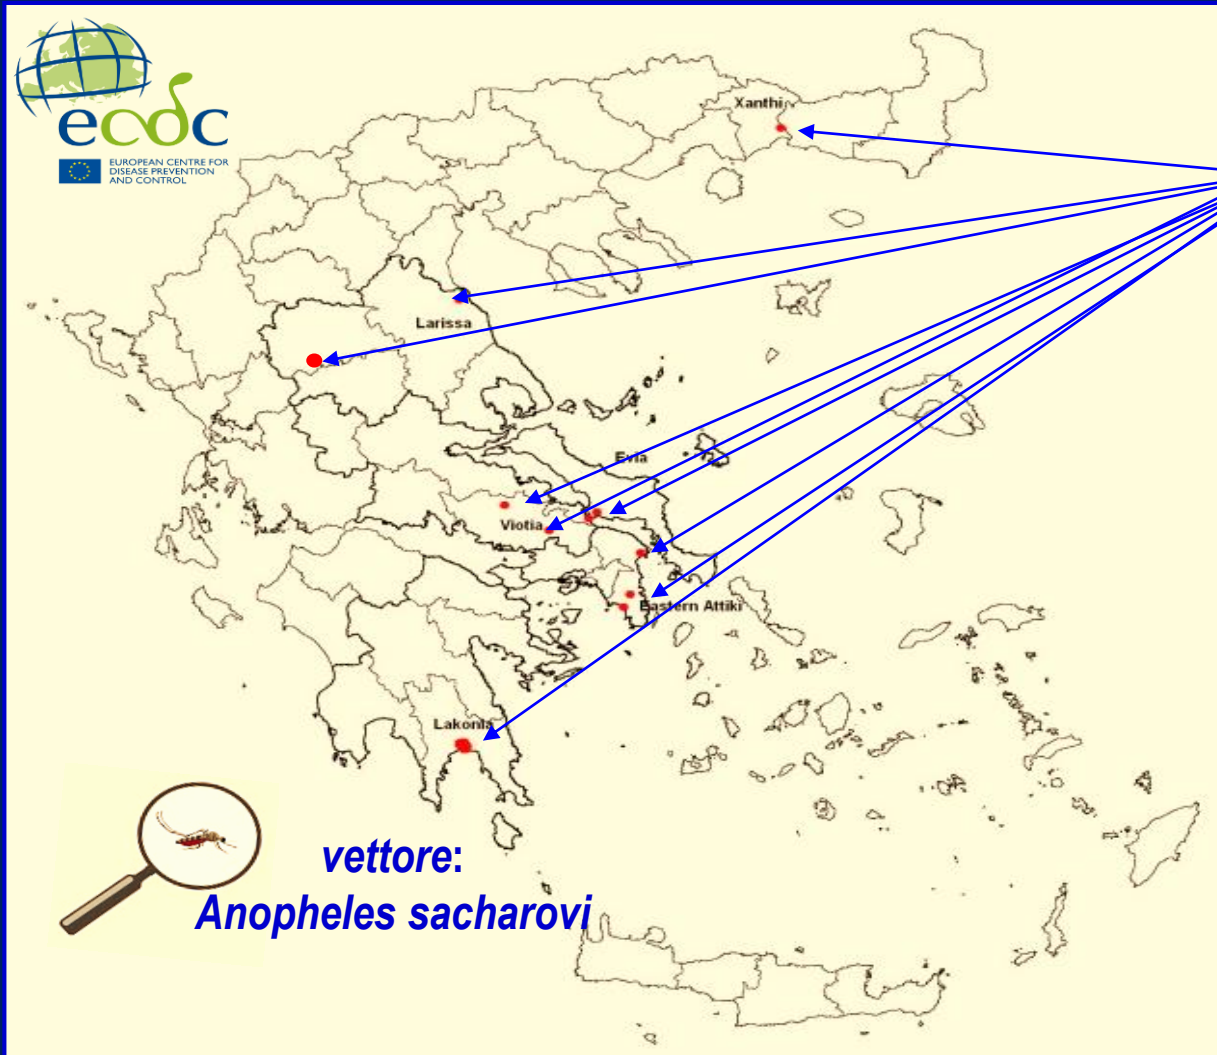 ecdc
EUROPEAN CENTRE FOR
DISEASE PREVENTION
AND CONTROL
Xanthi
Larissa
Evia
Viotia
Eastern Attiki
Lakonia
vettore:
Anopheles sacharovi